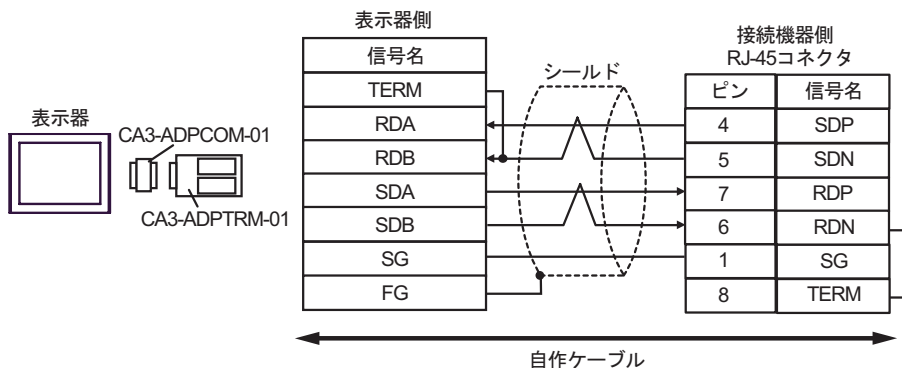 表示器
CA3-ADPCOM-01
CA3-ADPTRM-01
表示器側
信号名
TERM
RDA
RDB
SDA
SDB
SG
FG
シールド
接続機器側
RJ-45コネクタ
ピン 信号名
4 SDP
5 SDN
7 RDP
6 RDN
1 SG
8 TERM
自作ケーブル